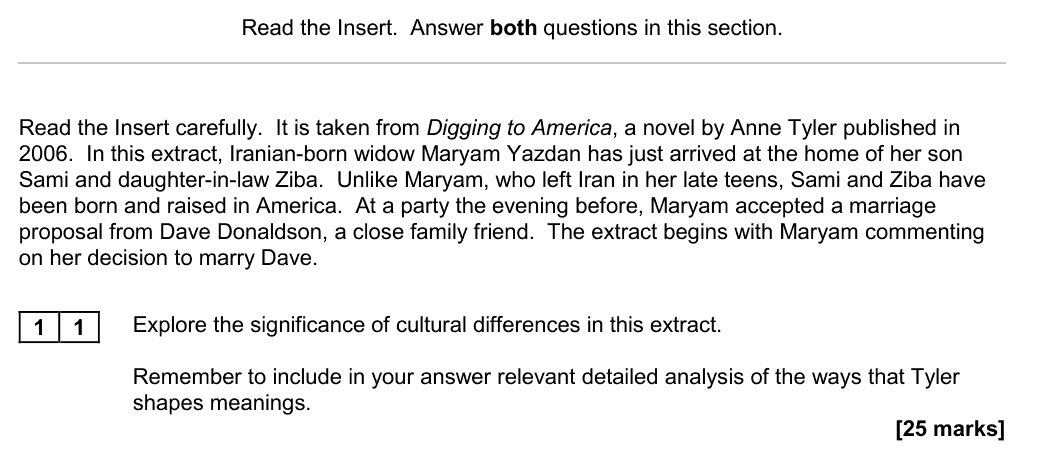 Read the Insert.  Answer both questions in this section.
Read the Insert carefully.  It is taken from Digging to America, a novel by Anne Tyler published in
2006.  In this extract, Iranian-born widow Maryam Yazdan has just arrived at the home of her son
Sami and daughter-in-law Ziba.  Unlike Maryam, who left Iran in her late teens, Sami and Ziba have
been born and raised in America.  At a party the evening before, Maryam accepted a marriage
proposal from Dave Donaldson, a close family friend.  The extract begins with Maryam commenting
on her decision to marry Dave.
1 1 Explore the significance of cultural differences in this extract.
Remember to include in your answer relevant detailed analysis of the ways that Tyler
shapes meanings.
[25 marks]